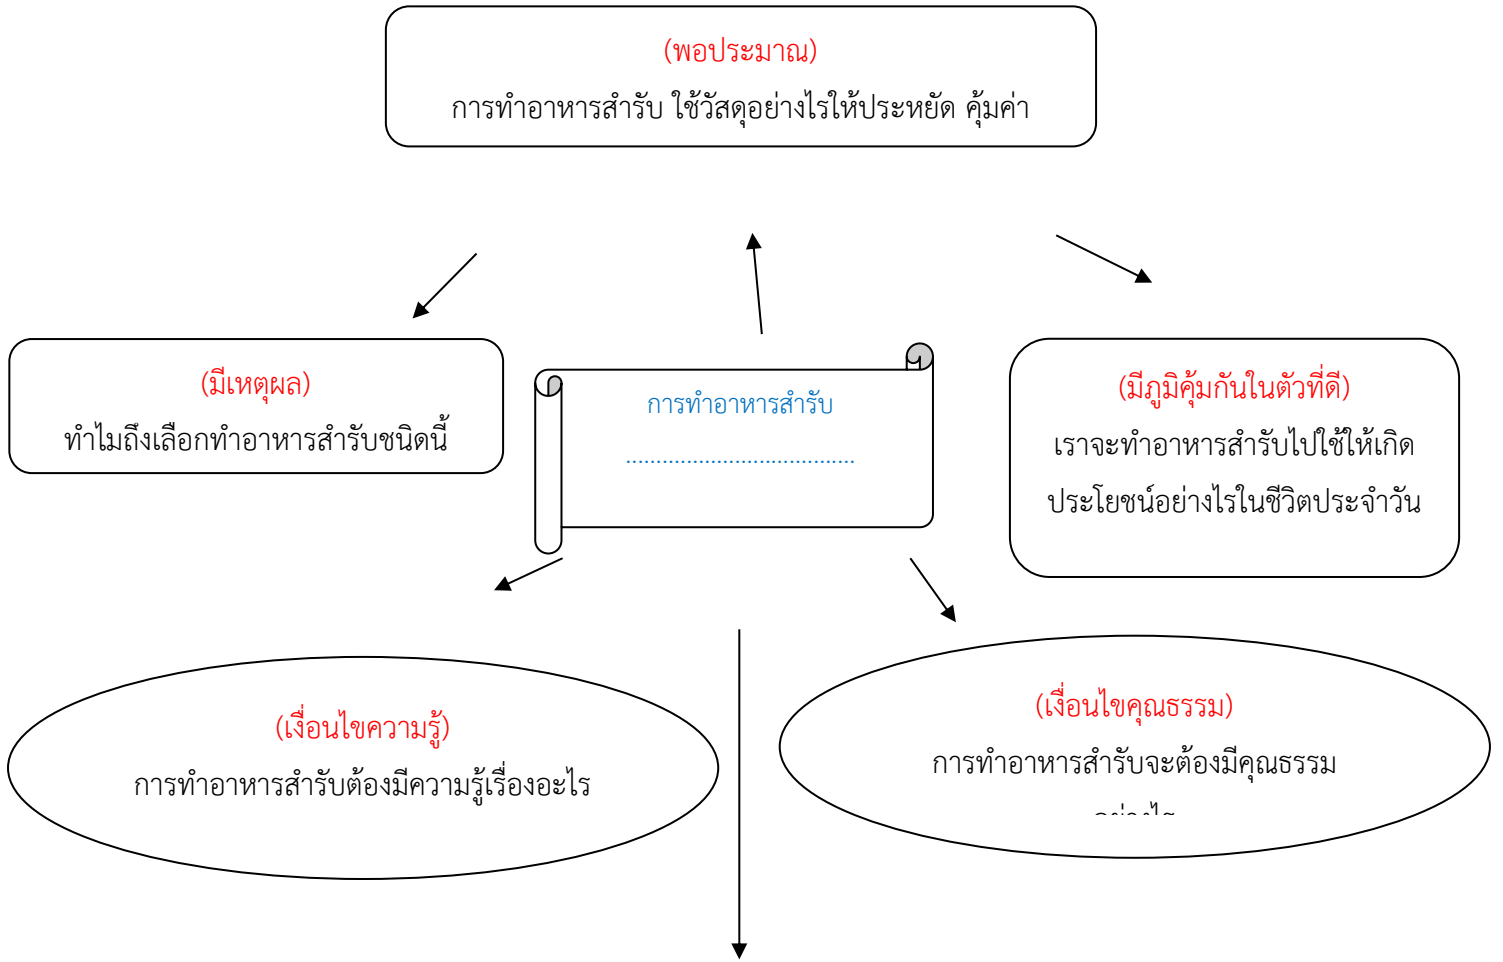 (พอประมาณ)
การทำอาหารสำรับ ใช้วัสดุอย่างไรให้ประหยัด คุ้มค่า
(มีเหตุผล)
ทำไมถึงเลือกทำอาหารสำรับชนิดนี้
การทำอาหารสำรับ
......................................
(มีภูมิคุ้มกันในตัวที่ดี)
เราจะทำอาหารสำรับไปใช้ให้เกิด
ประโยชน์อย่างไรในชีวิตประจำวัน
(เงื่อนไขความรู้)
การทำอาหารสำรับต้องมีความรู้เรื่องอะไร
(เงื่อนไขคุณธรรม)
การทำอาหารสำรับจะต้องมีคุณธรรม